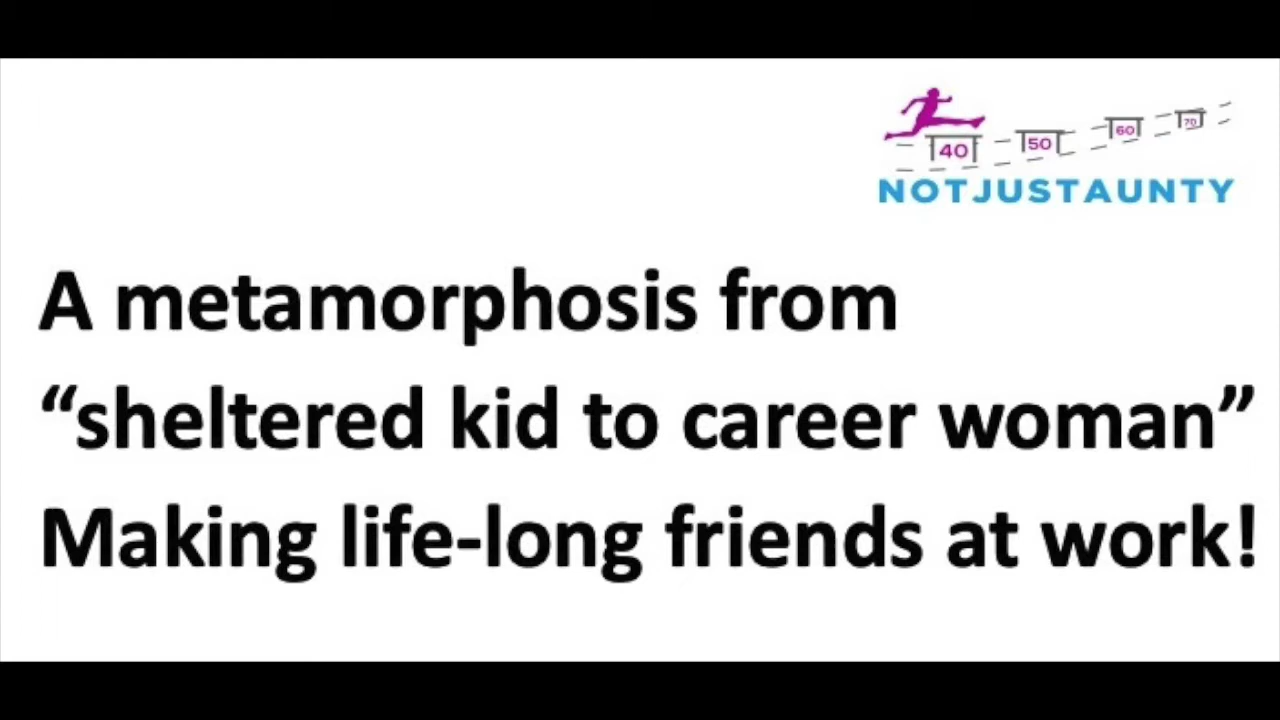 40 50 60 70
NOTJUSTAUNTY
A metamorphosis from
“sheltered kid to career woman”
Making life-long friends at work!